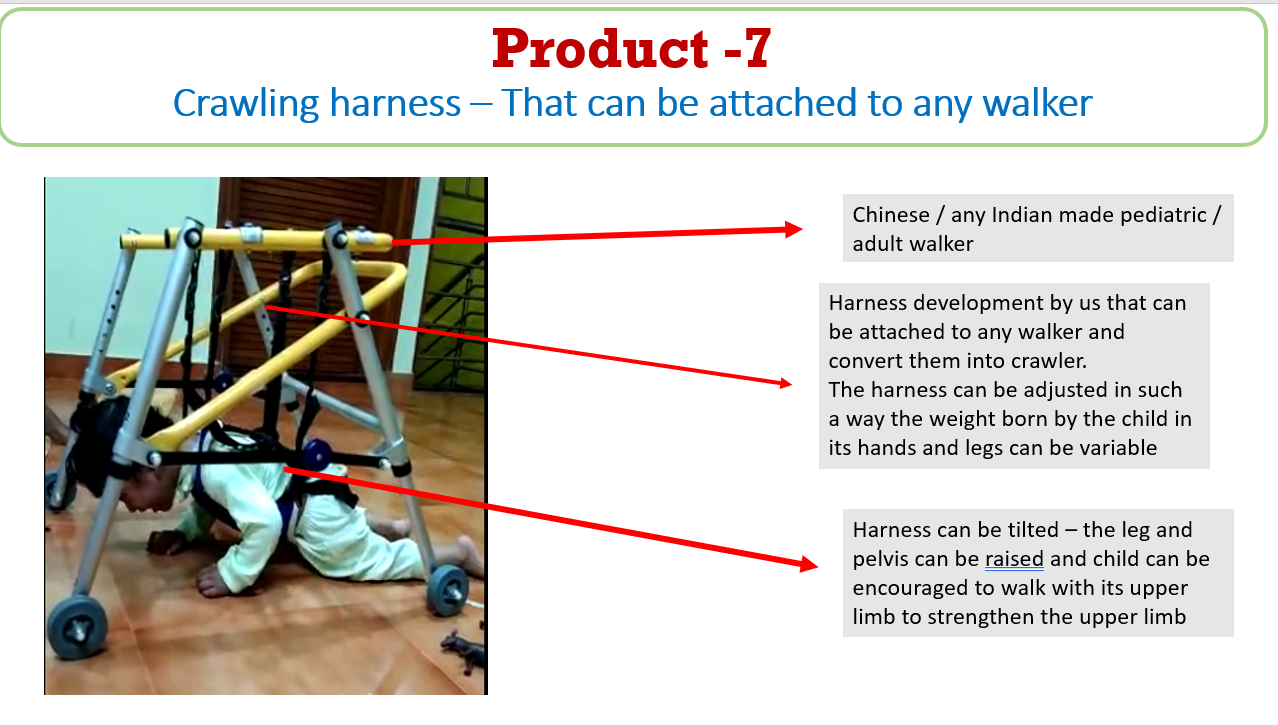 Product -7
Crawling harness – That can be attached to any walker
Chinese / any Indian made pediatric /
adult walker
Harness development by us that can
be attached to any walker and
convert them into crawler.
The harness can be adjusted in such
a way the weight born by the child in
its hands and legs can be variable
Harness can be tilted – the leg and
pelvis can be raised and child can be
encouraged to walk with its upper
limb to strengthen the upper limb